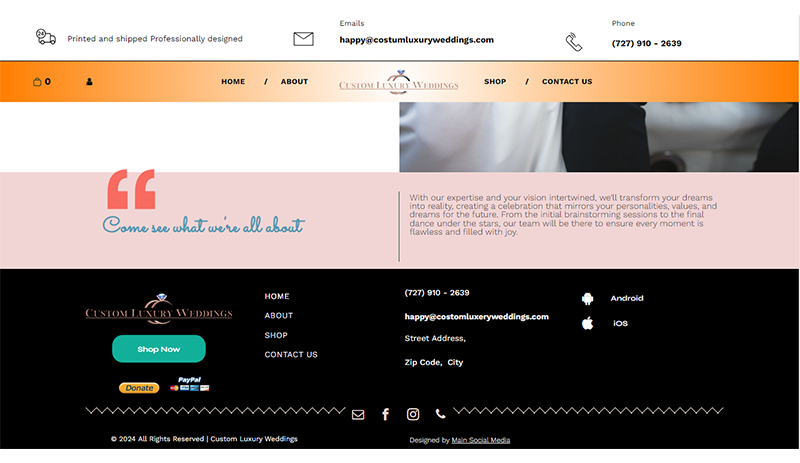 Emails
Phone
24
Printed and shipped Professionally designed
happy@costumluxuryweddings.com
(727) 910 - 2639
0
HOME / ABOUT
CUSTOM LUXURY WEDDINGS
SHOP / CONTACT US
“
Come see what we're all about
With our expertise and your vision intertwined, we'll transform your dreams
into reality, creating a celebration that mirrors your personalities, values, and
dreams for the future. From the initial brainstorming sessions to the final
dance under the stars, our team will be there to ensure every moment is
flawless and filled with joy.
CUSTOM LUXURY WEDDINGS
Shop Now
Donate
PayPal
VISA
HOME
ABOUT
SHOP
CONTACT US
(727) 910 - 2639
happy@costomluxeryweddings.com
Street Address,
Zip Code, City
Android
iOS
© 2024 All Rights Reserved | Custom Luxury Weddings
Designed by Main Social Media